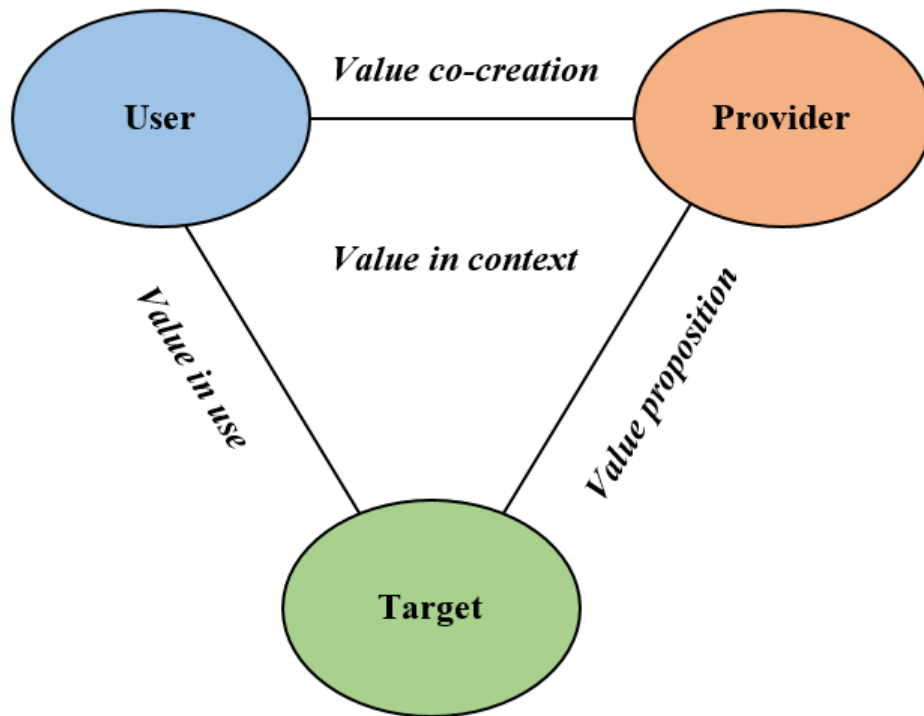 Value co-creation
User
Provider
Value in context
Value in use
Value proposition
Target